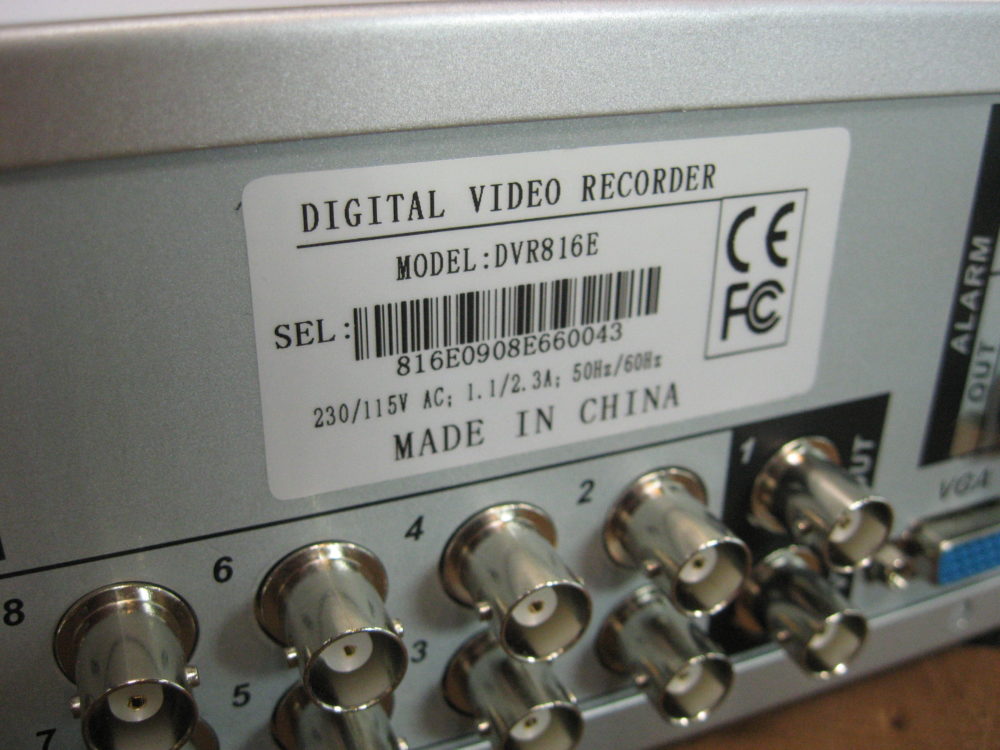 DIGITAL VIDEO RECORDER
MODEL:DVR816E
CE
FC
SEL:
816E0908E660043
230/115V AC; 1.1/2.3A; 50Hz/60Hz
MADE IN CHINA
ALARM
OUT
VGA
1
2
4
6
8
3
5
7